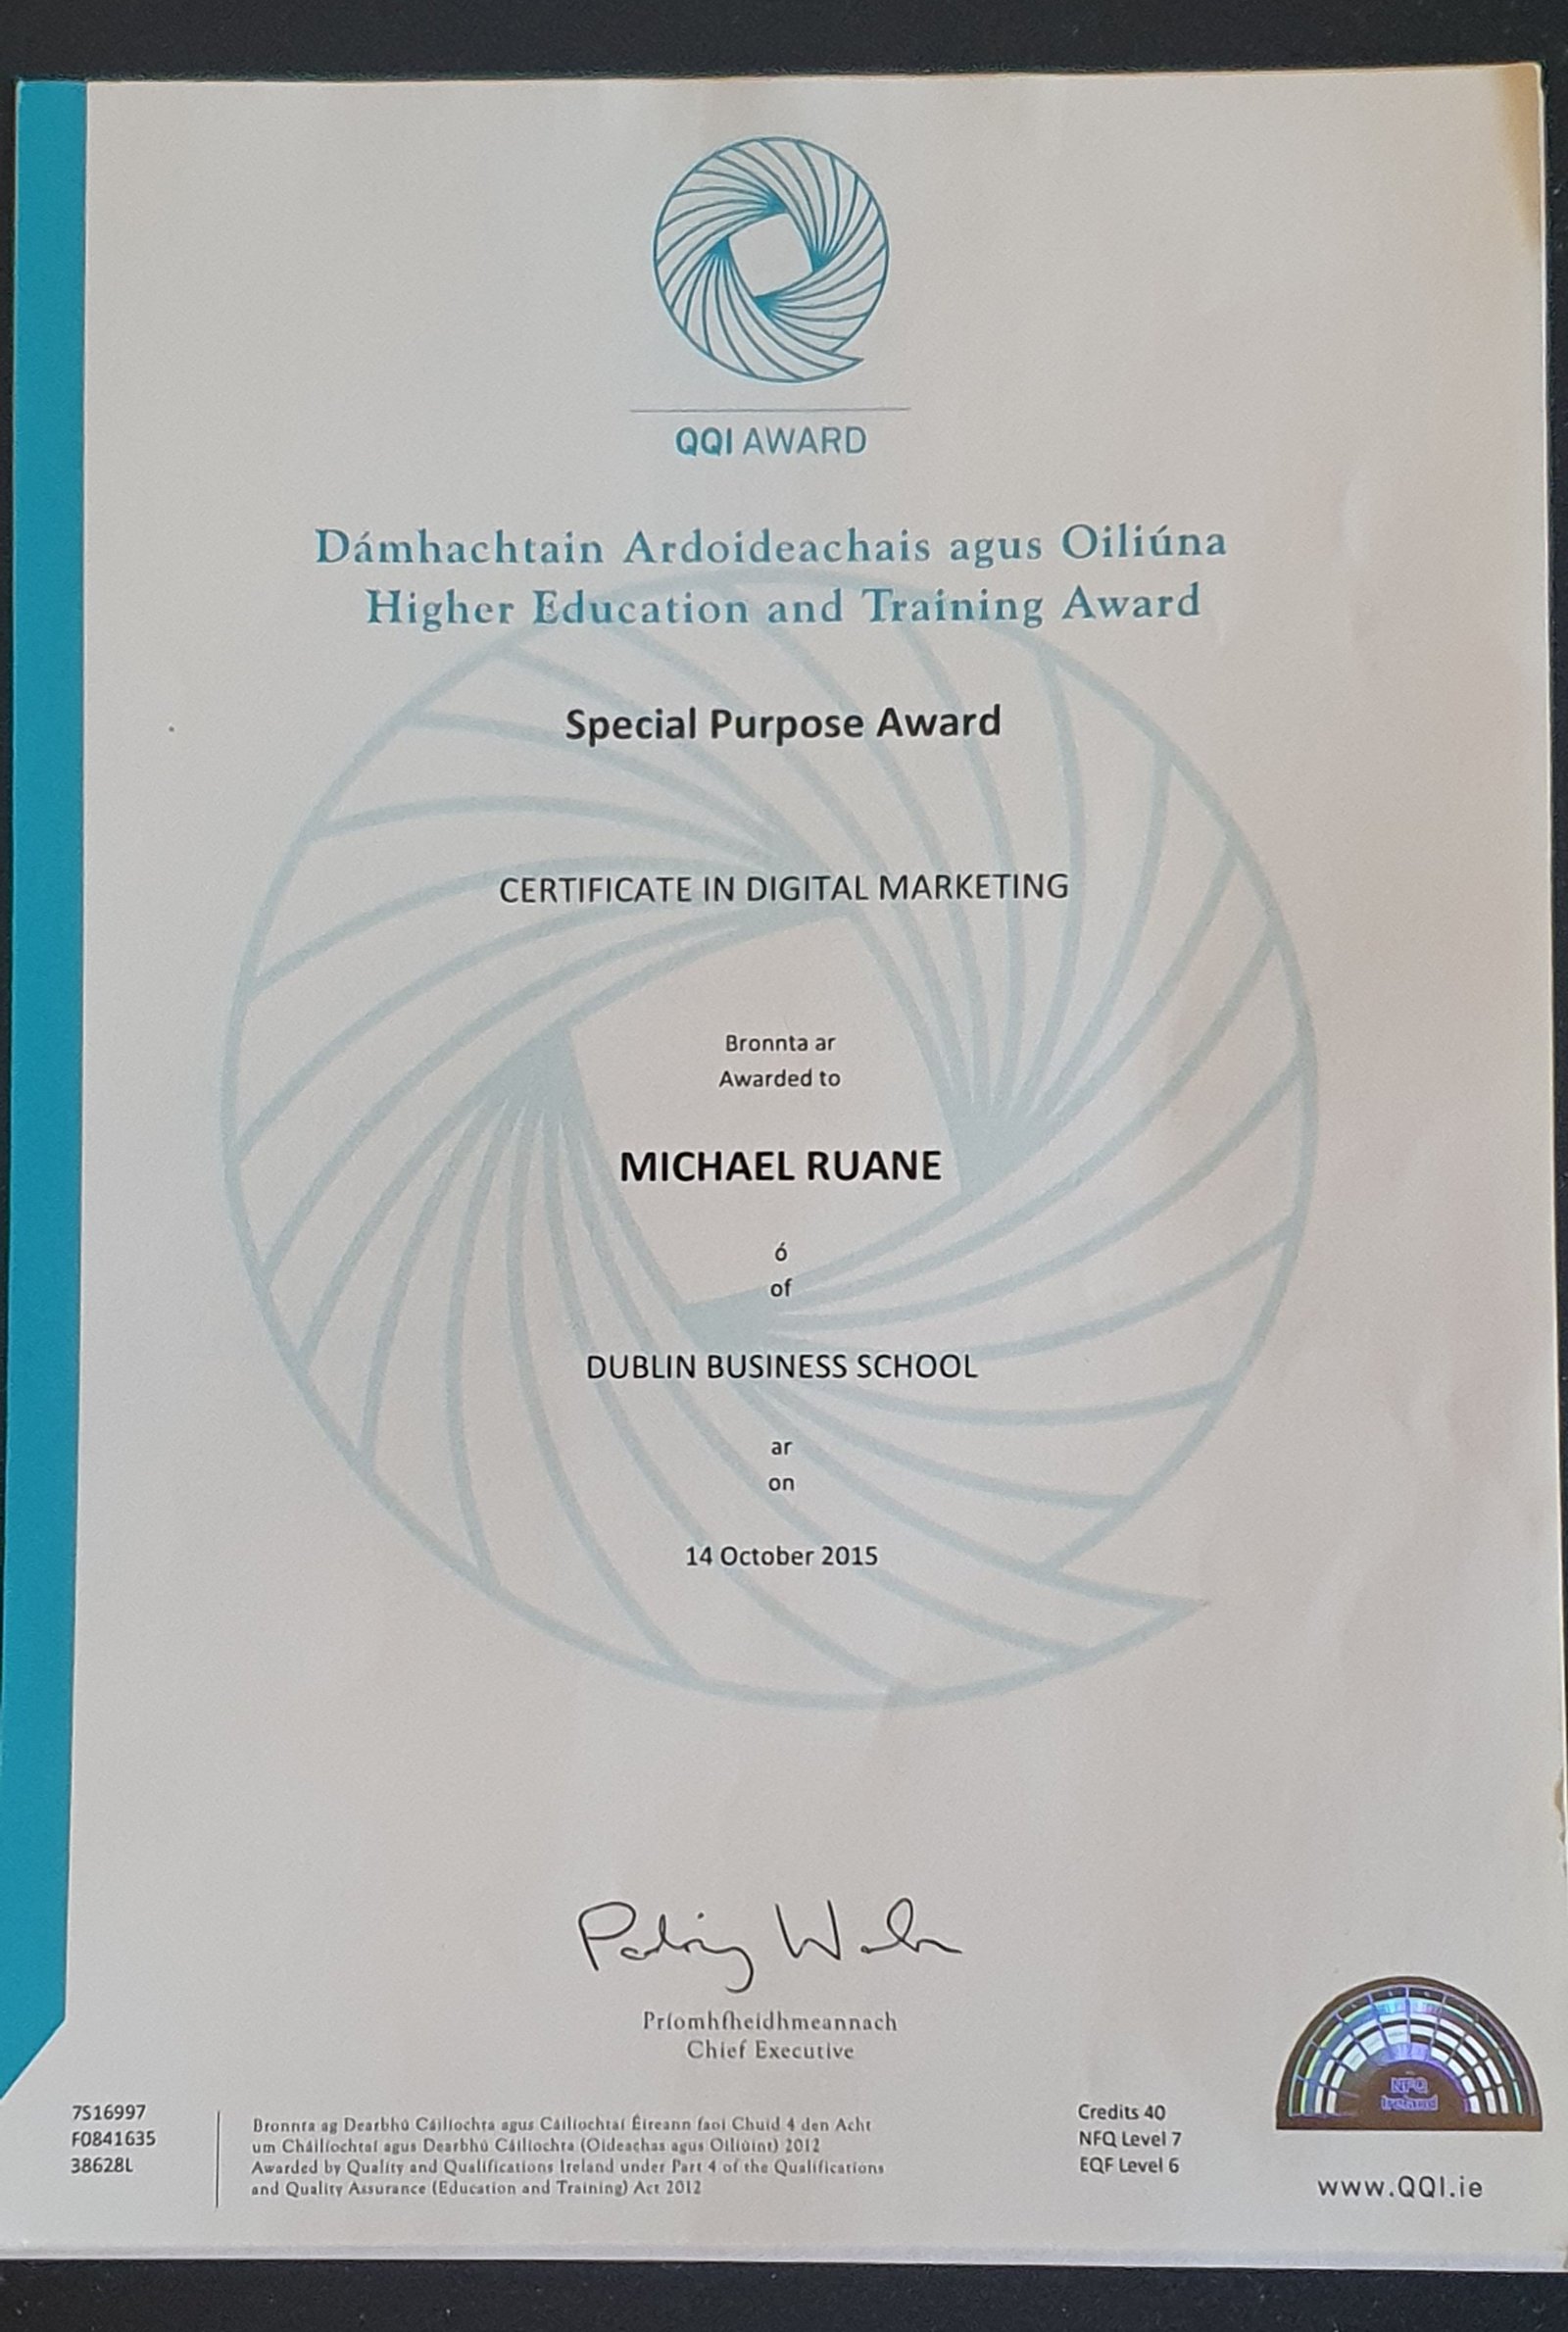 QQI AWARD
Dámhachtain Ardoideachais agus Oiliúna
Higher Education and Training Award
Special Purpose Award
CERTIFICATE IN DIGITAL MARKETING
Bronnta ar
Awarded to
MICHAEL RUANE
ó
of
DUBLIN BUSINESS SCHOOL
ar
on
14 October 2015
Príomhfheidhmeannach
Chief Executive
7S16997
F0841635
38628L
Bronnta ag Dearbhú Cáilíochta agus Cáilíochtaí Éireann faoi Chuid 4 den Acht
um Cháilíochtaí agus Dearbhú Cáilíochta (Oideachas agus Oiliúint) 2012
Awarded by Quality and Qualifications Ireland under Part 4 of the Qualifications
and Quality Assurance (Education and Training) Act 2012
Credits 40
NFQ Level 7
EQF Level 6
NFQ
Ireland
www.QQI.ie